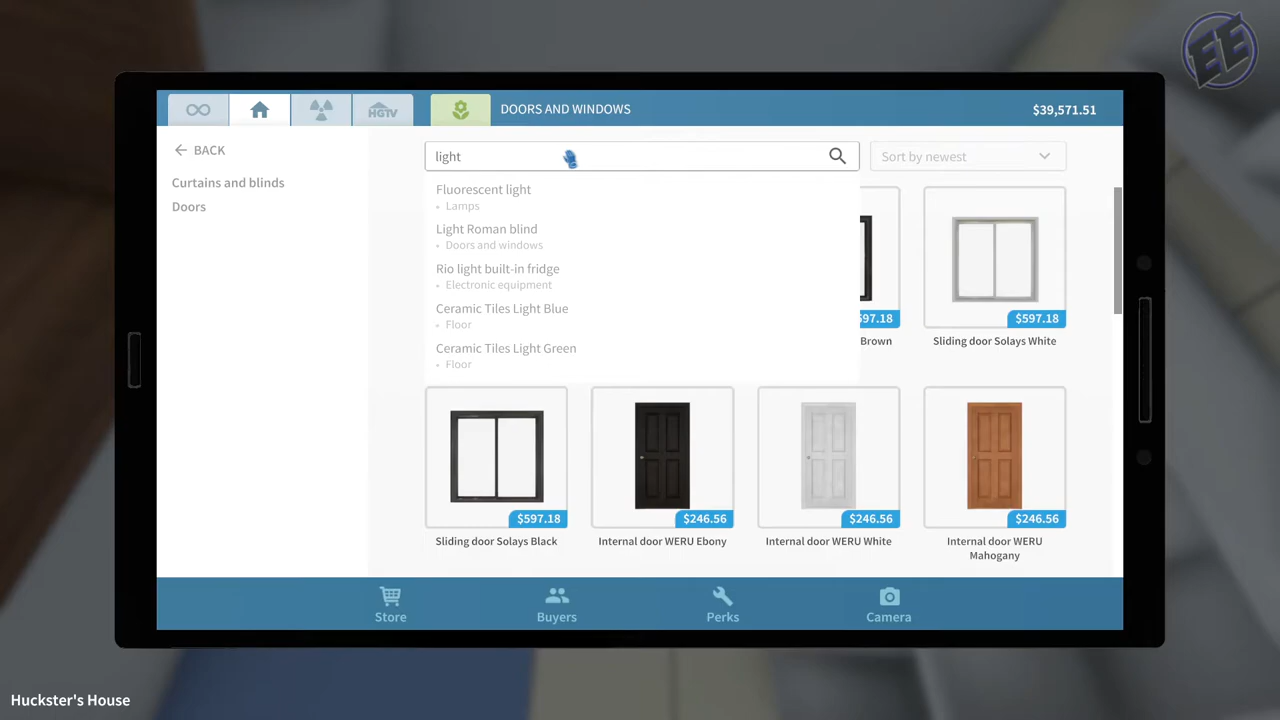 EE
HGTV
DOORS AND WINDOWS
$39,571.51
BACK
Curtains and blinds
Doors
light
Sort by newest
Fluorescent light
• Lamps
Light Roman blind
• Doors and windows
Rio light built-in fridge
• Electronic equipment
Ceramic Tiles Light Blue
• Floor
Ceramic Tiles Light Green
• Floor
$597.18
Brown
Sliding door Solays White
$597.18
$246.56
$246.56
$246.56
Sliding door Solays Black
Internal door WERU Ebony
Internal door WERU White
Internal door WERU
Mahogany
Store
Buyers
Perks
Camera
Huckster's House